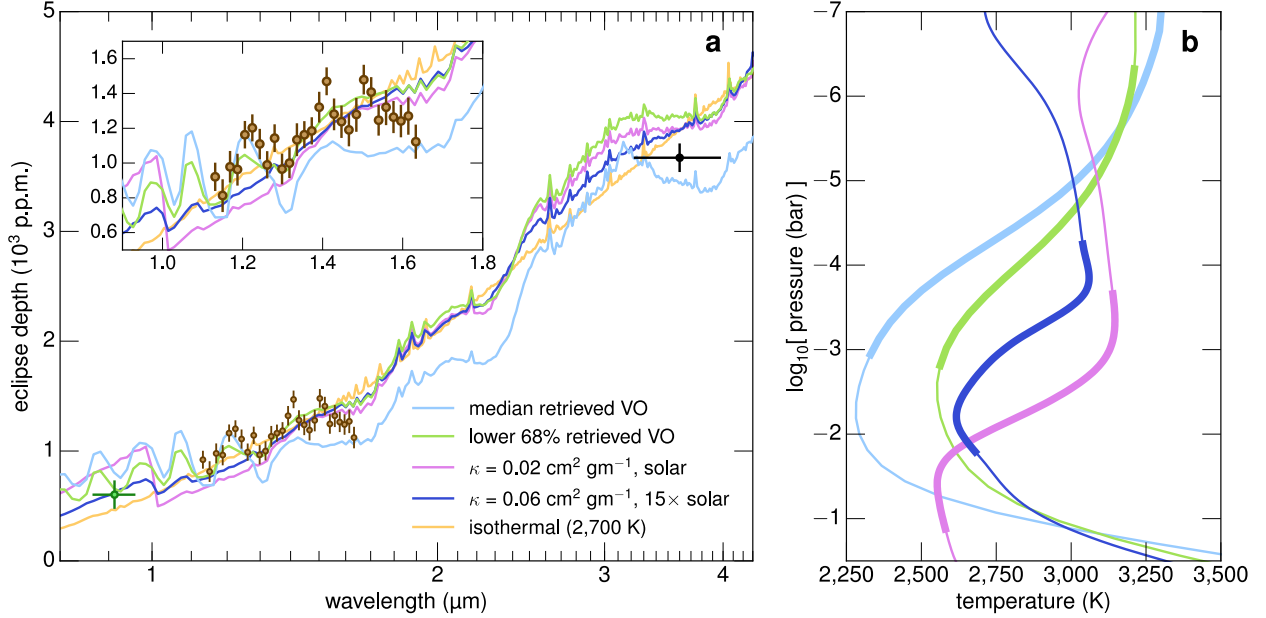 a
1.6
1.4
1.2
1.0
0.8
0.6
1.0 1.2 1.4 1.6 1.8
5
4
3
2
1
0
eclipse depth (10³ p.p.m.)
median retrieved VO
lower 68% retrieved VO
κ = 0.02 cm² gm⁻¹, solar
κ = 0.06 cm² gm⁻¹, 15× solar
isothermal (2,700 K)
1 2 3 4
wavelength (μm)
b
−7
−6
−5
−4
−3
−2
−1
log₁₀[ pressure (bar) ]
2,250 2,500 2,750 3,000 3,250 3,500
temperature (K)